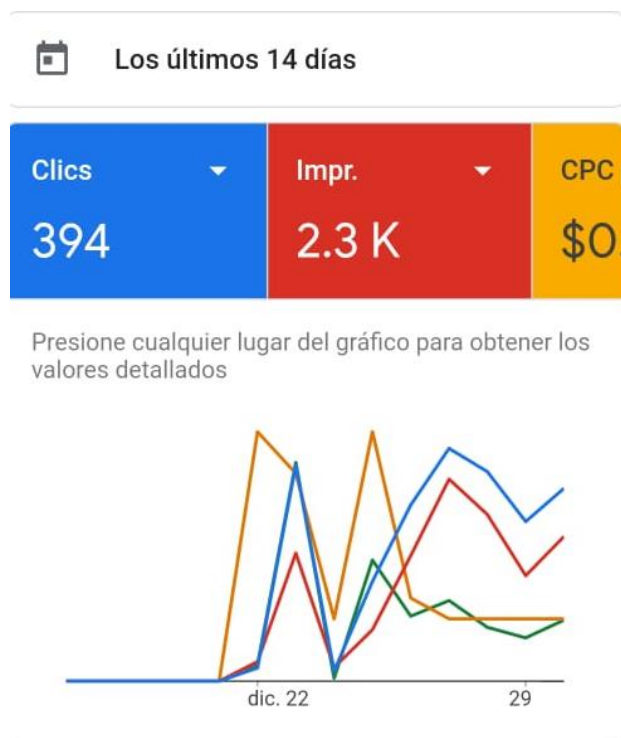 Los últimos 14 días
Clics Impr. CPC
394 2.3 K $0.
Presione cualquier lugar del gráfico para obtener los
valores detallados
dic. 22 29